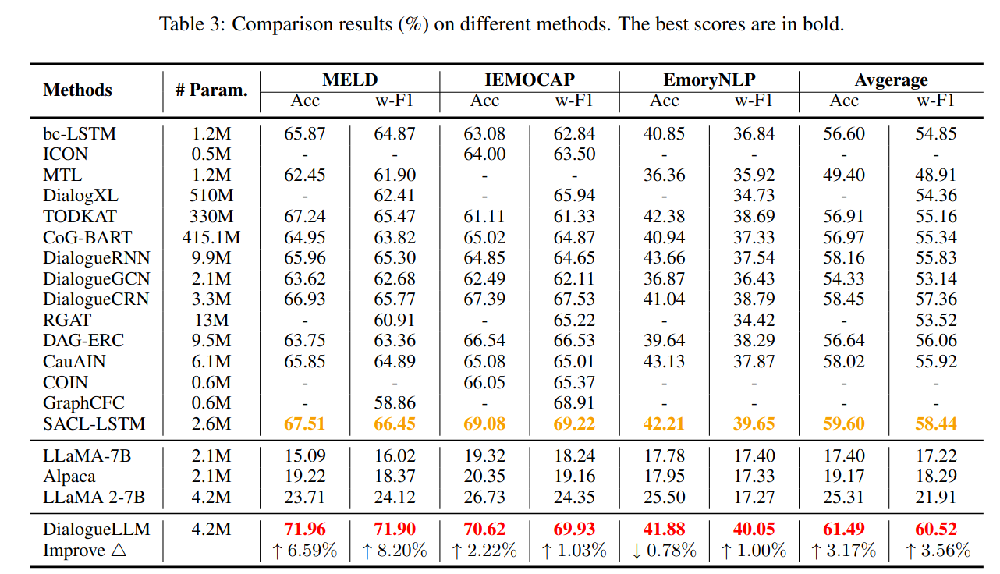 Table 3: Comparison results (%) on different methods. The best scores are in bold.
Methods # Param. MELD IEMOCAP EmoryNLP Avgerage
Acc w-F1 Acc w-F1 Acc w-F1 Acc w-F1
bc-LSTM 1.2M 65.87 64.87 63.08 62.84 40.85 36.84 56.60 54.85
ICON 0.5M - - 64.00 63.50 - - - -
MTL 1.2M 62.45 61.90 - - 36.36 35.92 49.40 48.91
DialogXL 510M - 62.41 - 65.94 - 34.73 - 54.36
TODKAT 330M 67.24 65.47 61.11 61.33 42.38 38.69 56.91 55.16
CoG-BART 415.1M 64.95 63.82 65.02 64.87 40.94 37.33 56.97 55.34
DialogueRNN 9.9M 65.96 65.30 64.85 64.65 43.66 37.54 58.16 55.83
DialogueGCN 2.1M 63.62 62.68 62.49 62.11 36.87 36.43 54.33 53.14
DialogueCRN 3.3M 66.93 65.77 67.39 67.53 41.04 38.79 58.45 57.36
RGAT 13M - 60.91 - 65.22 - 34.42 - 53.52
DAG-ERC 9.5M 63.75 63.36 66.54 66.53 39.64 38.29 56.64 56.06
CauAIN 6.1M 65.85 64.89 65.08 65.01 43.13 37.87 58.02 55.92
COIN 0.6M - - 66.05 65.37 - - - -
GraphCFC 0.6M - 58.86 - 68.91 - - - -
SACL-LSTM 2.6M 67.51 66.45 69.08 69.22 42.21 39.65 59.60 58.44
LLaMA-7B 2.1M 15.09 16.02 19.32 18.24 17.78 17.40 17.40 17.22
Alpaca 2.1M 19.22 18.37 20.35 19.16 17.95 17.33 19.17 18.29
LLaMA 2-7B 4.2M 23.71 24.12 26.73 24.35 25.50 17.27 25.31 21.91
DialogueLLM 4.2M 71.96 71.90 70.62 69.93 41.88 40.05 61.49 60.52
Improve △ ↑ 6.59% ↑ 8.20% ↑ 2.22% ↑ 1.03% ↓ 0.78% ↑ 1.00% ↑ 3.17% ↑ 3.56%